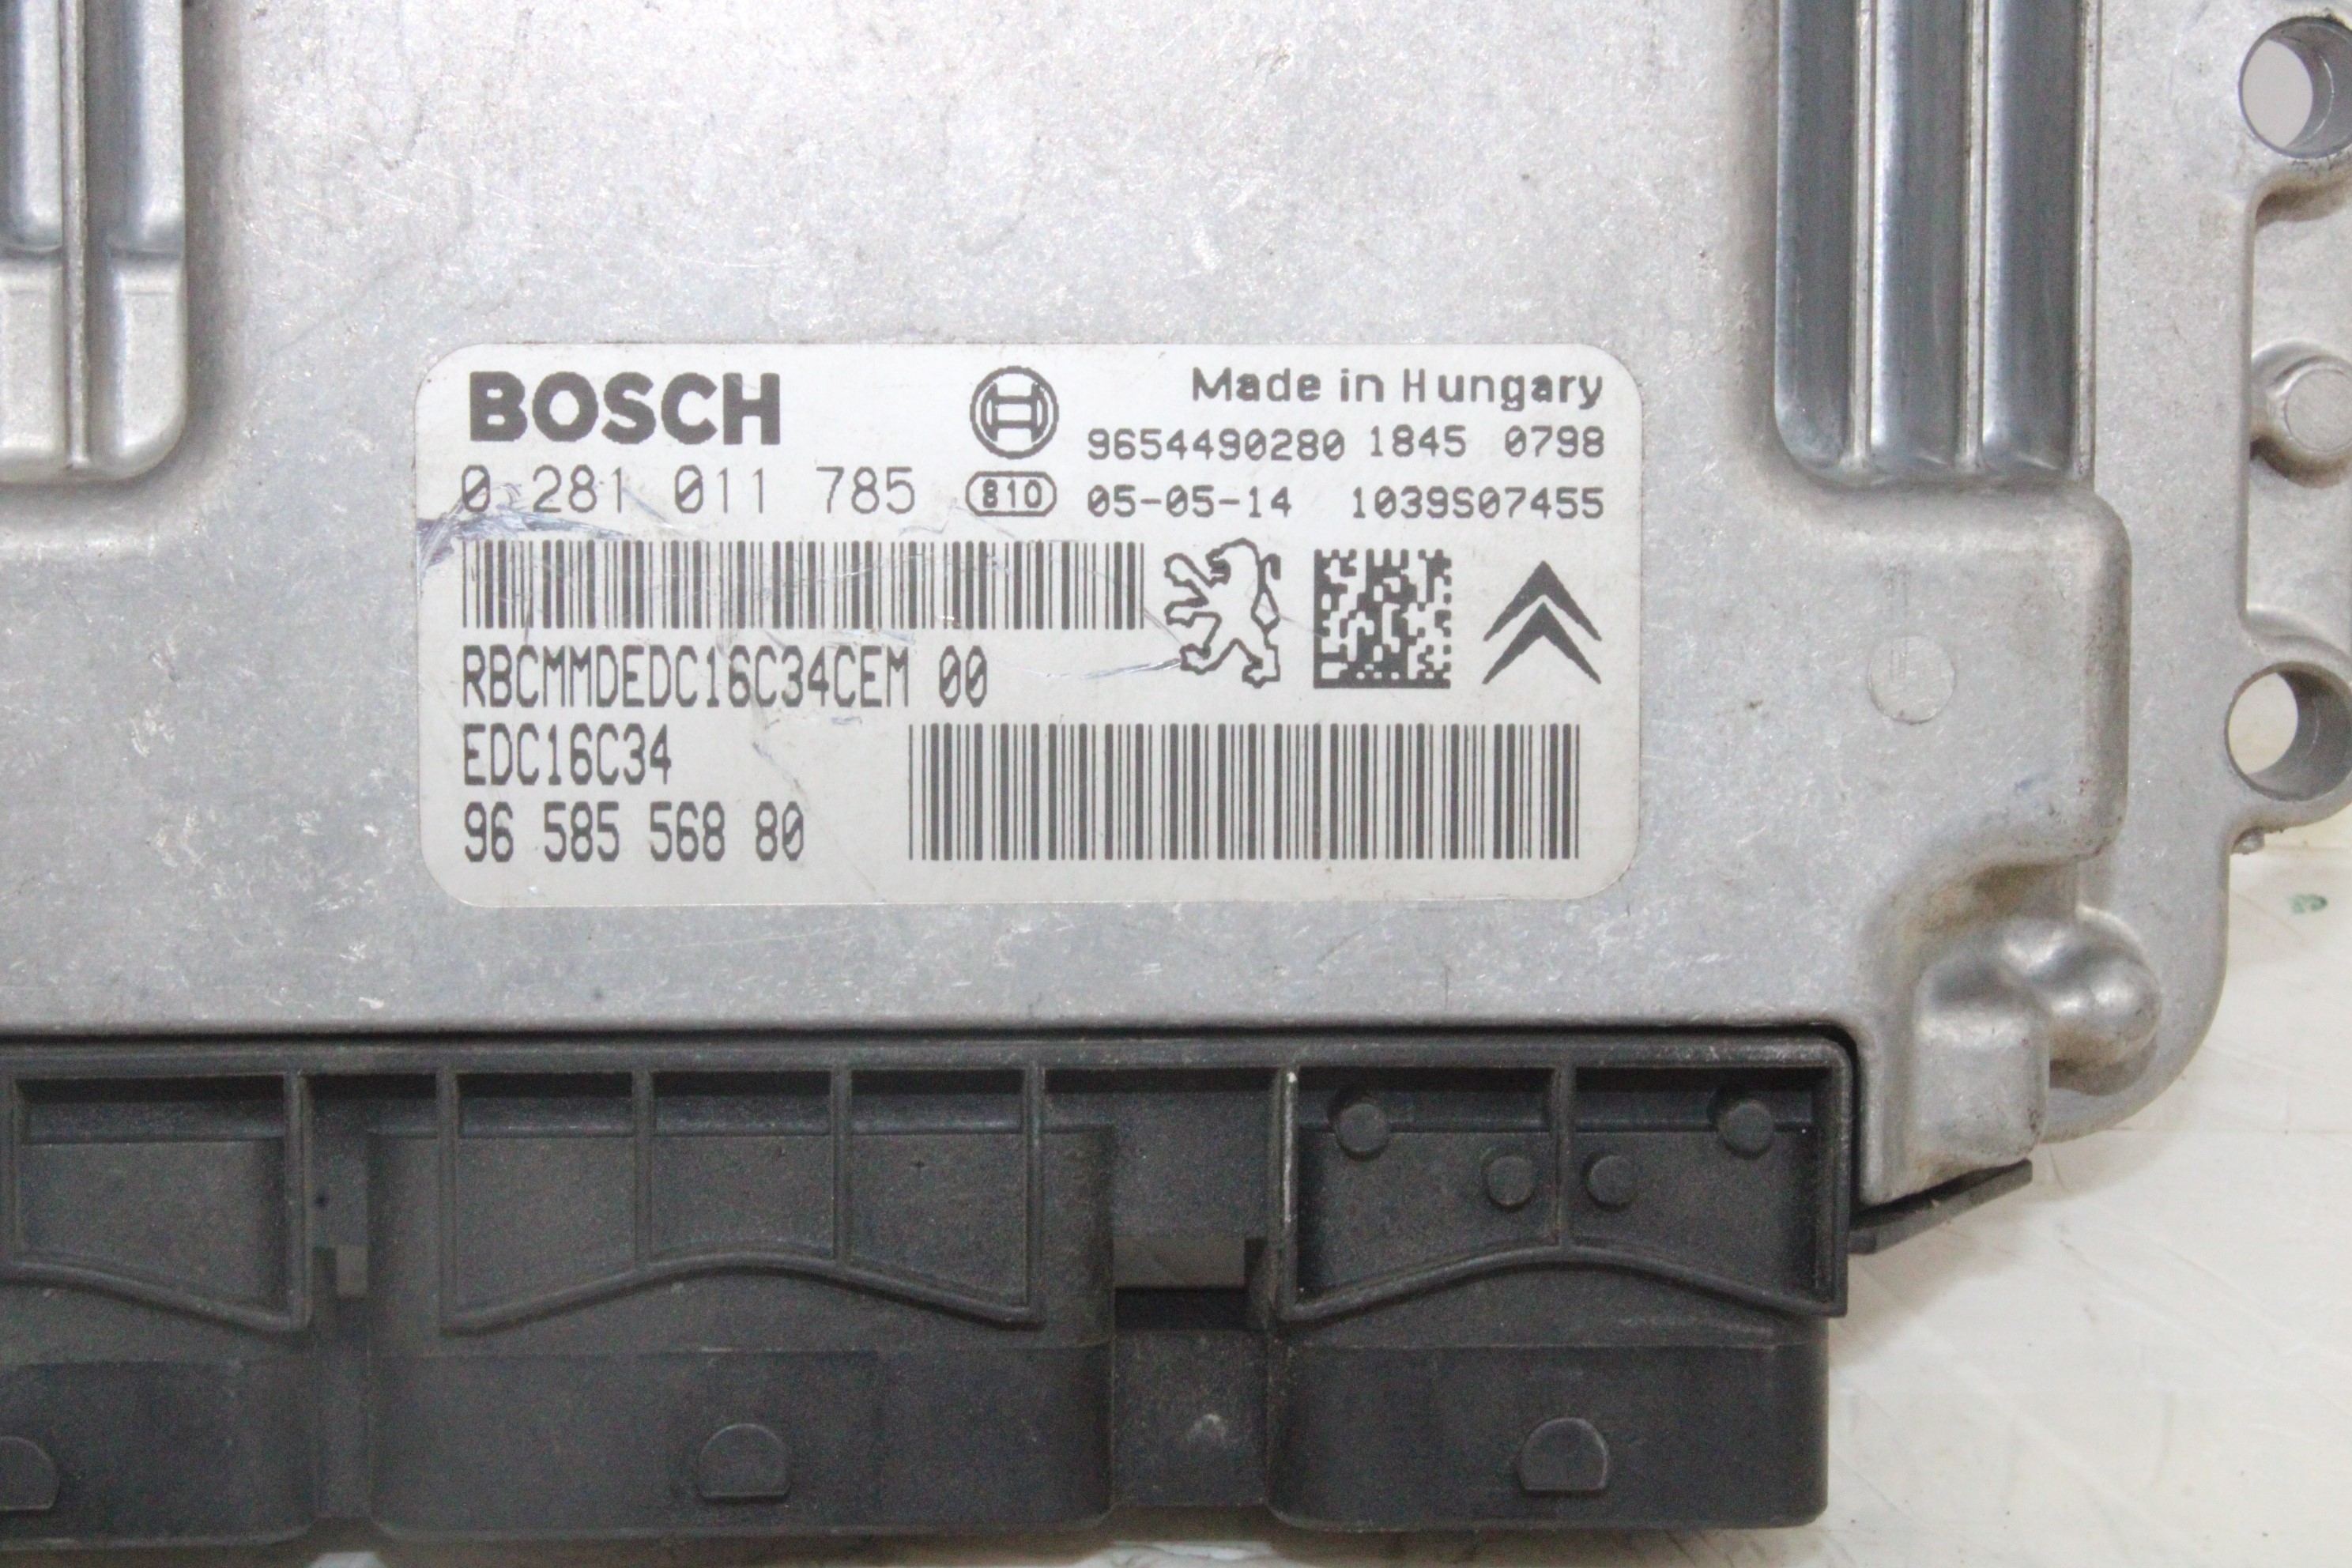 BOSCH
Made in Hungary
9654490280 1845 0798
0 281 011 785
810
05-05-14 1039S07455
RBCMMDEDC16C34CEM 00
EDC16C34
96 585 568 80